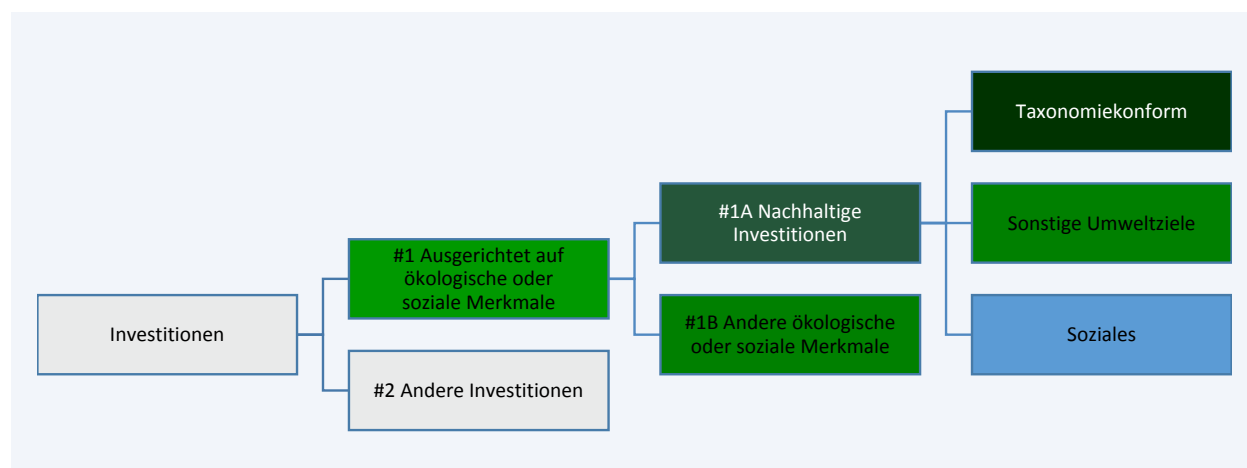 Investitionen
#1 Ausgerichtet auf
ökologische oder
soziale Merkmale
#2 Andere Investitionen
#1A Nachhaltige
Investitionen
#1B Andere ökologische
oder soziale Merkmale
Taxonomiekonform
Sonstige Umweltziele
Soziales